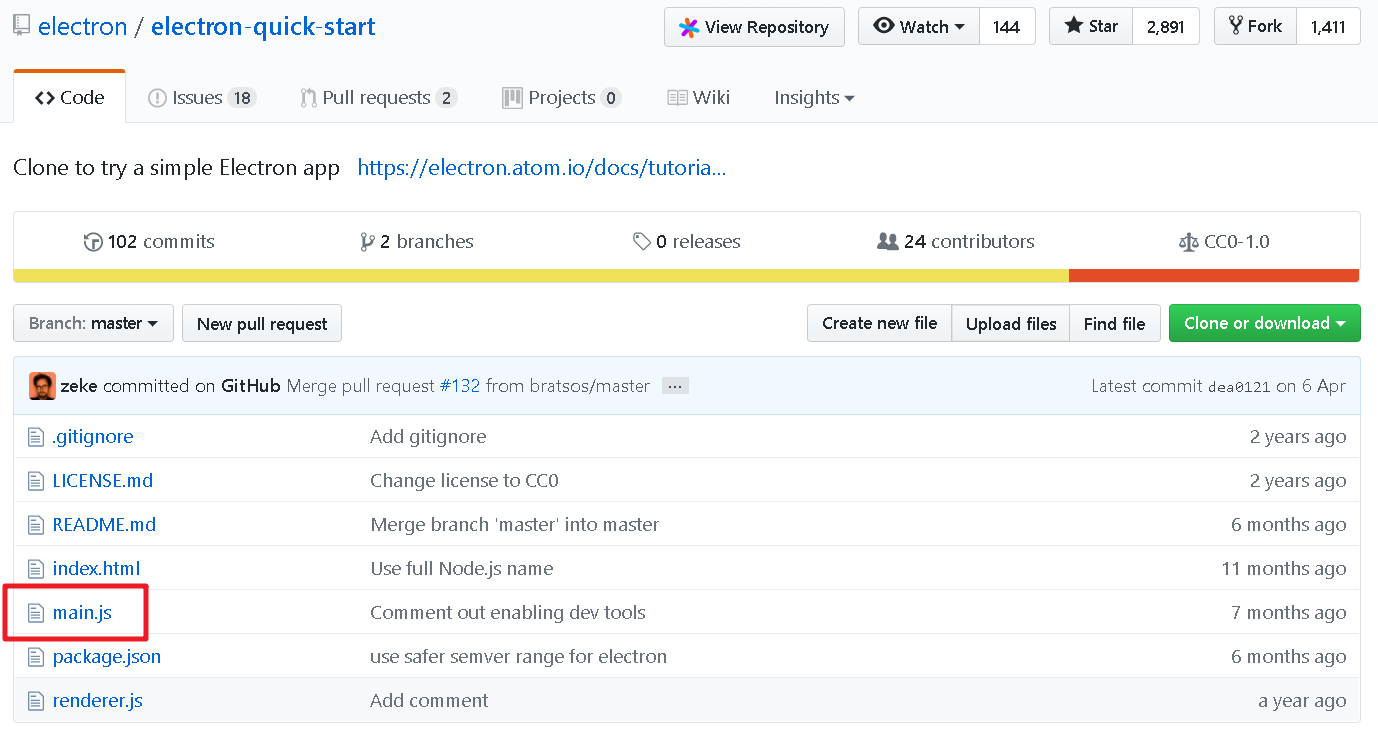 electron / electron-quick-start View Repository Watch 144 Star 2,891 Fork 1,411
Code Issues 18 Pull requests 2 Projects 0 Wiki Insights
Clone to try a simple Electron app https://electron.atom.io/docs/tutoria...
102 commits 2 branches 0 releases 24 contributors CC0-1.0
Branch: master New pull request Create new file Upload files Find file Clone or download
zeke committed on GitHub Merge pull request #132 from bratsos/master ... Latest commit dea0121 on 6 Apr
.gitignore Add gitignore 2 years ago
LICENSE.md Change license to CC0 2 years ago
README.md Merge branch 'master' into master 6 months ago
index.html Use full Node.js name 11 months ago
main.js Comment out enabling dev tools 7 months ago
package.json use safer semver range for electron 6 months ago
renderer.js Add comment a year ago